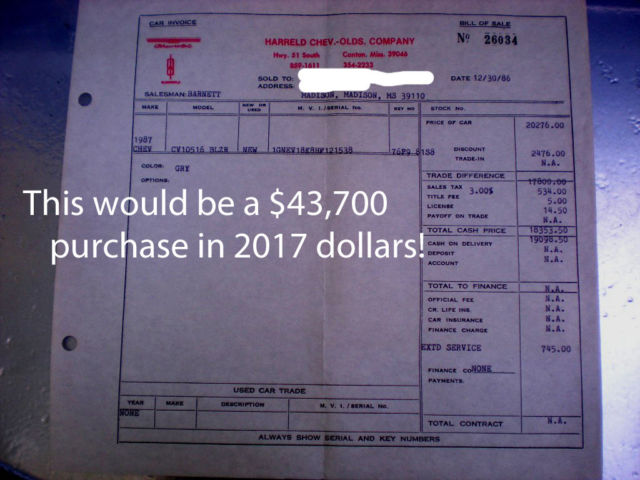 CAR INVOICE
BILL OF SALE
HARRELD CHEV.-OLDS. COMPANY
Nº 26034
Hwy. 51 South Canton, Miss. 39046
859-1611 354-2233
SOLD TO:
DATE 12/30/86
ADDRESS
MADISON, MADISON, MS 39110
SALESMAN: BARNETT
MAKE MODEL NEW OR USED M. V. I./SERIAL No. KEY NO STOCK No.
PRICE OF CAR 20276.00
1987
CHEV CV10516 BLZR NEW 1GNEV18K8HF121538 76P9 8188
DISCOUNT 2476.00
TRADE-IN N.A.
COLOR: GRY
OPTIONS:
TRADE DIFFERENCE 17800.00
SALES TAX 3.00% 534.00
TITLE FEE 5.00
LICENSE 14.50
PAYOFF ON TRADE N.A.
TOTAL CASH PRICE 18353.50
CASH ON DELIVERY 19098.50
DEPOSIT N.A.
ACCOUNT N.A.
This would be a $43,700
purchase in 2017 dollars!
TOTAL TO FINANCE N.A.
OFFICIAL FEE N.A.
CR. LIFE INS. N.A.
CAR INSURANCE N.A.
FINANCE CHARGE N.A.
EXTD SERVICE 745.00
FINANCE CO NONE
PAYMENTS:
USED CAR TRADE
YEAR MAKE DESCRIPTION M. V. I./SERIAL No.
NONE
TOTAL CONTRACT N.A.
ALWAYS SHOW SERIAL AND KEY NUMBERS